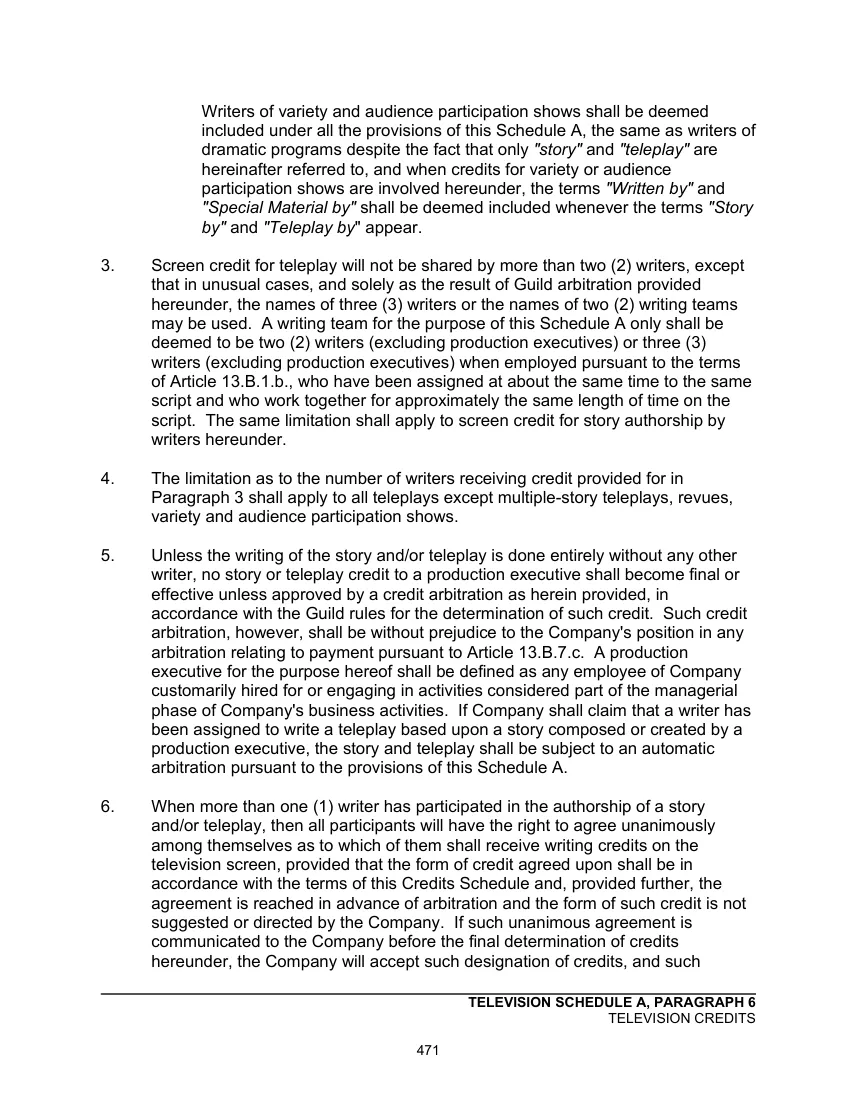 Writers of variety and audience participation shows shall be deemed
included under all the provisions of this Schedule A, the same as writers of
dramatic programs despite the fact that only "story" and "teleplay" are
hereinafter referred to, and when credits for variety or audience
participation shows are involved hereunder, the terms "Written by" and
"Special Material by" shall be deemed included whenever the terms "Story
by" and "Teleplay by" appear.
3. Screen credit for teleplay will not be shared by more than two (2) writers, except
that in unusual cases, and solely as the result of Guild arbitration provided
hereunder, the names of three (3) writers or the names of two (2) writing teams
may be used. A writing team for the purpose of this Schedule A only shall be
deemed to be two (2) writers (excluding production executives) or three (3)
writers (excluding production executives) when employed pursuant to the terms
of Article 13.B.1.b., who have been assigned at about the same time to the same
script and who work together for approximately the same length of time on the
script. The same limitation shall apply to screen credit for story authorship by
writers hereunder.
4. The limitation as to the number of writers receiving credit provided for in
Paragraph 3 shall apply to all teleplays except multiple-story teleplays, revues,
variety and audience participation shows.
5. Unless the writing of the story and/or teleplay is done entirely without any other
writer, no story or teleplay credit to a production executive shall become final or
effective unless approved by a credit arbitration as herein provided, in
accordance with the Guild rules for the determination of such credit. Such credit
arbitration, however, shall be without prejudice to the Company's position in any
arbitration relating to payment pursuant to Article 13.B.7.c. A production
executive for the purpose hereof shall be defined as any employee of Company
customarily hired for or engaging in activities considered part of the managerial
phase of Company's business activities. If Company shall claim that a writer has
been assigned to write a teleplay based upon a story composed or created by a
production executive, the story and teleplay shall be subject to an automatic
arbitration pursuant to the provisions of this Schedule A.
6. When more than one (1) writer has participated in the authorship of a story
and/or teleplay, then all participants will have the right to agree unanimously
among themselves as to which of them shall receive writing credits on the
television screen, provided that the form of credit agreed upon shall be in
accordance with the terms of this Credits Schedule and, provided further, the
agreement is reached in advance of arbitration and the form of such credit is not
suggested or directed by the Company. If such unanimous agreement is
communicated to the Company before the final determination of credits
hereunder, the Company will accept such designation of credits, and such
TELEVISION SCHEDULE A, PARAGRAPH 6
TELEVISION CREDITS
471